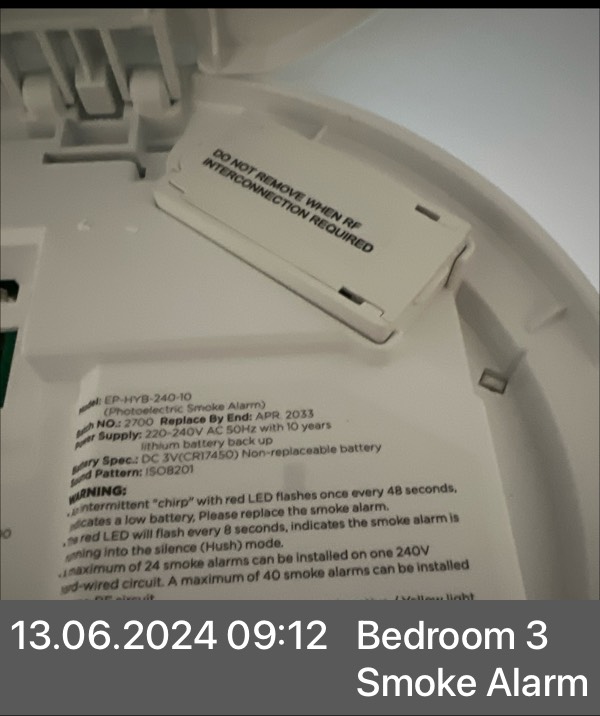 DO NOT REMOVE WHEN RF
INTERCONNECTION REQUIRED
EP-HYB-240-10
(Photoelectric Smoke Alarm)
NO.: 2700 Replace By End: APR. 2033
Supply: 220-240V AC 50Hz with 10 years
lithium battery back up
Spec.: DC 3V(CR17450) Non-replaceable battery
Pattern: ISO8201
WARNING:
intermittent "chirp" with red LED flashes once every 48 seconds,
a low battery, Please replace the smoke alarm.
red LED will flash every 8 seconds, indicates the smoke alarm is
into the silence (Hush) mode.
maximum of 24 smoke alarms can be installed on one 240V
circuit. A maximum of 40 smoke alarms can be installed
light
13.06.2024 09:12 Bedroom 3
Smoke Alarm